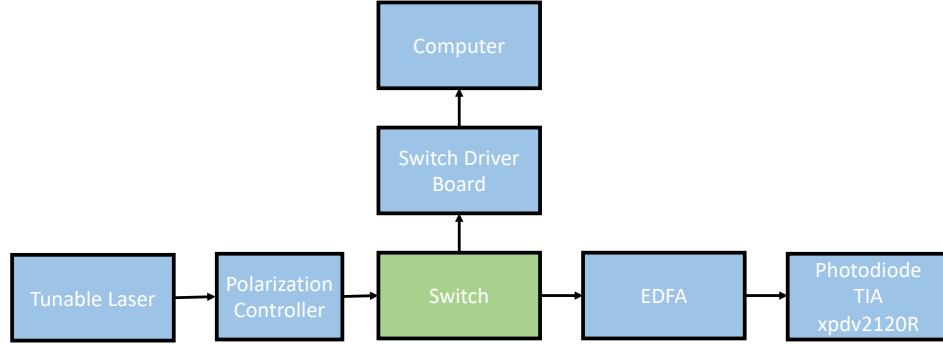 Computer
Switch Driver
Board
Tunable Laser
Polarization
Controller
Switch
EDFA
Photodiode
TIA
xpdv2120R